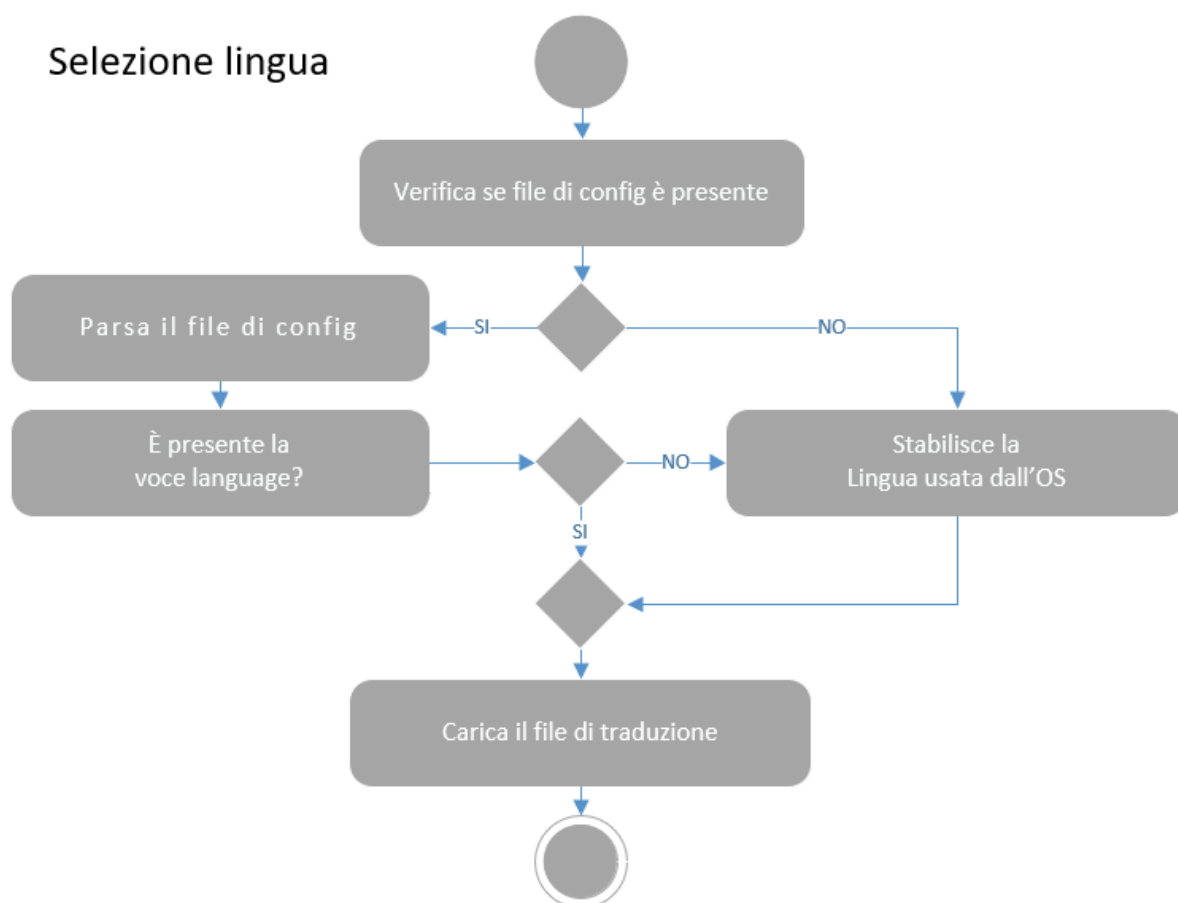 Selezione lingua
Verifica se file di config è presente
Parsa il file di config
SI
NO
È presente la
voce language?
NO
Stabilisce la
Lingua usata dall'OS
SI
Carica il file di traduzione